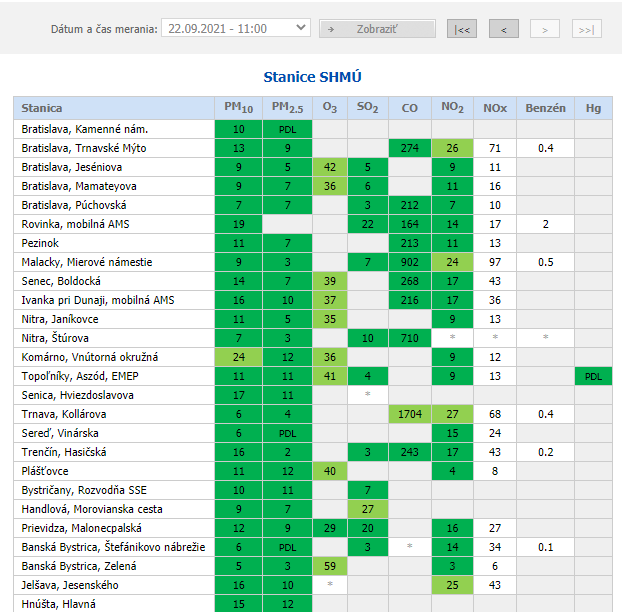 Dátum a čas merania: 22.09.2021 - 11:00 → Zobraziť |<< < > >>|
Stanice SHMÚ
Stanica PM10 PM2.5 O3 SO2 CO NO2 NOx Benzén Hg
Bratislava, Kamenné nám. 10 PDL
Bratislava, Trnavské Mýto 13 9 274 26 71 0.4
Bratislava, Jeséniova 9 5 42 5 9 11
Bratislava, Mamateyova 9 7 36 6 11 16
Bratislava, Púchovská 7 7 3 212 7 10
Rovinka, mobilná AMS 19 22 164 14 17 2
Pezinok 11 7 213 11 13
Malacky, Mierové námestie 9 3 7 902 24 97 0.5
Senec, Boldocká 14 7 39 268 17 43
Ivanka pri Dunaji, mobilná AMS 16 10 37 216 17 36
Nitra, Janíkovce 11 5 35 9 13
Nitra, Štúrova 7 3 10 710 * * *
Komárno, Vnútorná okružná 24 12 36 9 12
Topoľníky, Aszód, EMEP 11 11 41 4 9 13 PDL
Senica, Hviezdoslavova 17 11 *
Trnava, Kollárova 6 4 1704 27 68 0.4
Sereď, Vinárska 6 PDL 15 24
Trenčín, Hasičská 16 2 3 243 17 43 0.2
Plášťovce 11 12 40 4 8
Bystričany, Rozvodňa SSE 10 11 7
Handlová, Morovianska cesta 9 7 27
Prievidza, Malonecpalská 12 9 29 20 16 27
Banská Bystrica, Štefánikovo nábrežie 6 PDL 3 * 14 34 0.1
Banská Bystrica, Zelená 5 3 59 3 6
Jelšava, Jesenského 16 10 * 25 43
Hnúšťa, Hlavná 15 12